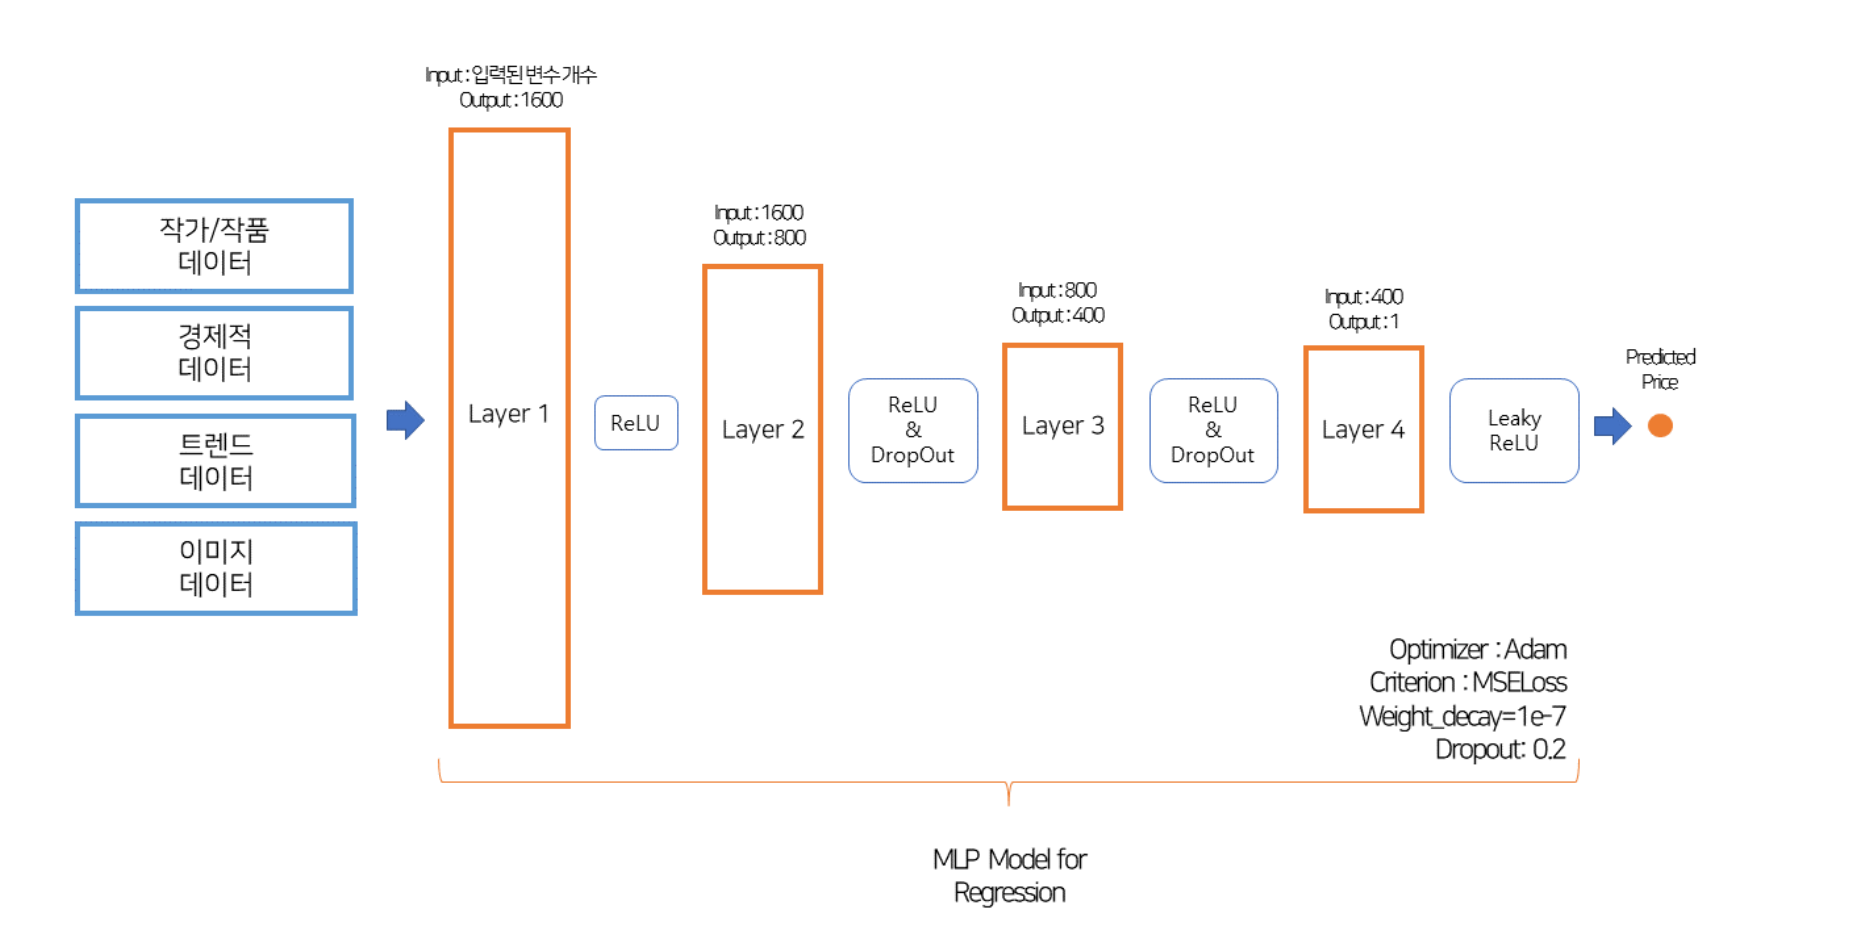 작가/작품
데이터
경제적
데이터
트렌드
데이터
이미지
데이터
Input : 입력된 변수 개수
Output : 1600
Layer 1
ReLU
Input : 1600
Output : 800
Layer 2
ReLU
&
DropOut
Input : 800
Output : 400
Layer 3
ReLU
&
DropOut
Input : 400
Output : 1
Layer 4
Leaky
ReLU
Predicted
Price
Optimizer : Adam
Criterion : MSELoss
Weight_decay=1e-7
Dropout: 0.2
MLP Model for
Regression